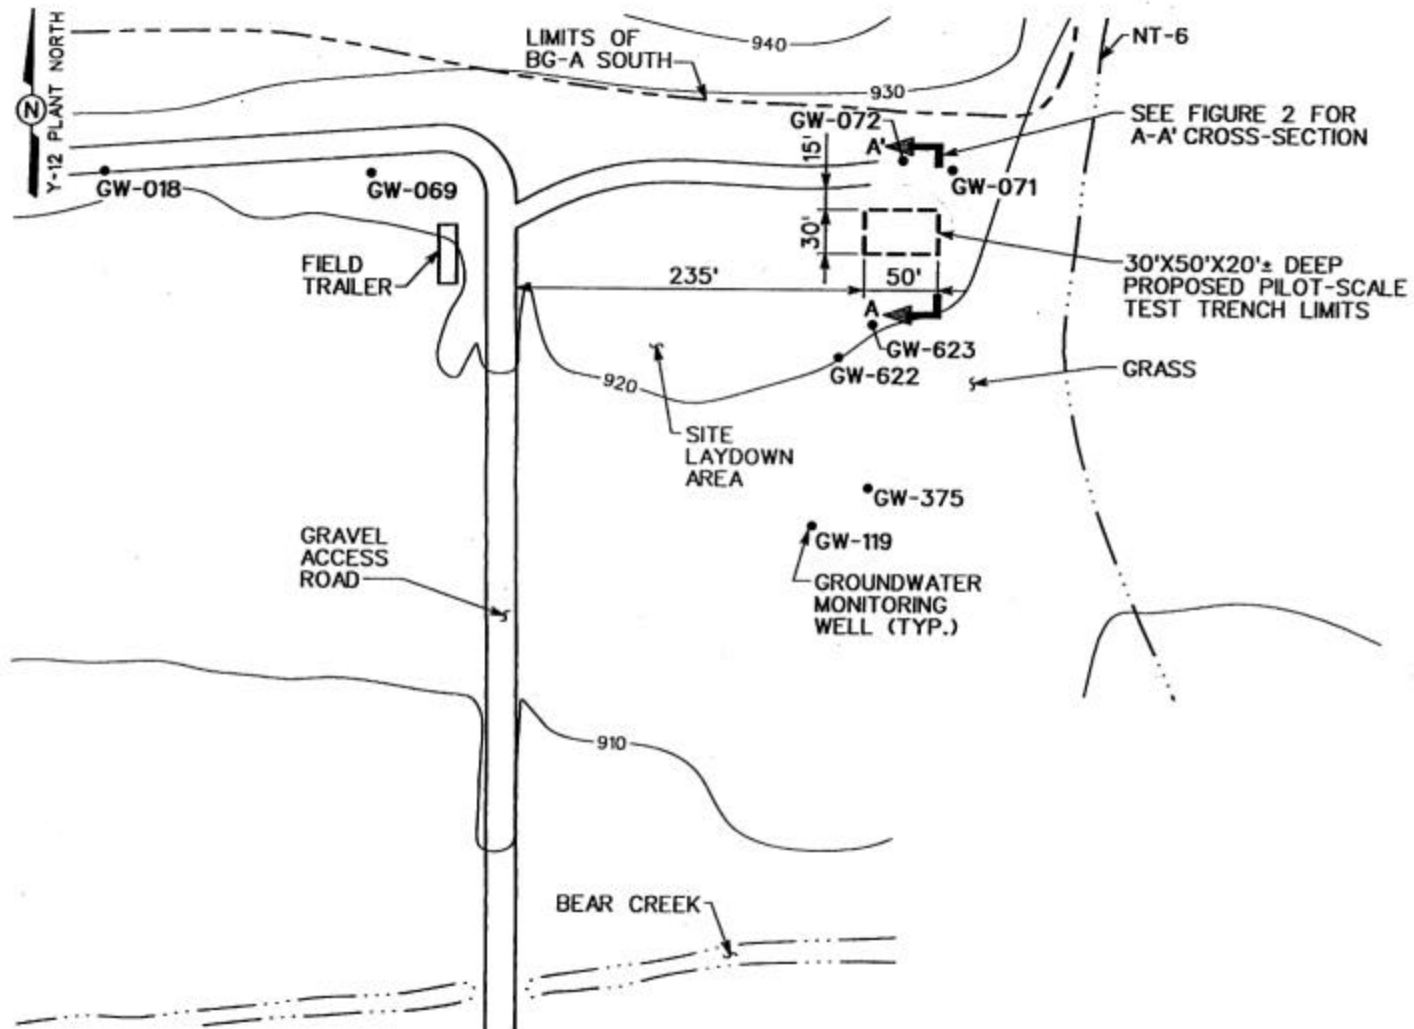 Y-12 PLANT NORTH
N
LIMITS OF
BG-A SOUTH
940
930
NT-6
SEE FIGURE 2 FOR
A-A' CROSS-SECTION
GW-072
A'
15'
GW-018
GW-069
GW-071
30'
FIELD
TRAILER
235'
50'
30'X50'X20'± DEEP
PROPOSED PILOT-SCALE
TEST TRENCH LIMITS
A
GW-623
GW-622
GRASS
920
SITE
LAYDOWN
AREA
GW-375
GW-119
GRAVEL
ACCESS
ROAD
GROUNDWATER
MONITORING
WELL (TYP.)
910
BEAR CREEK